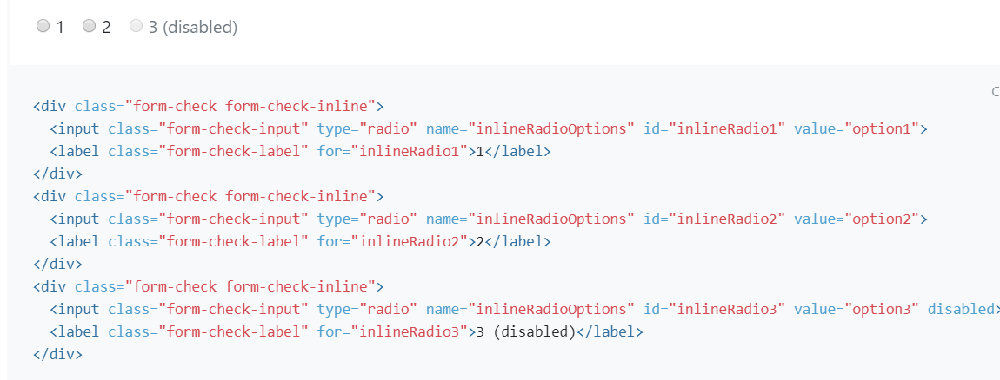 1 2 3 (disabled)
C
<div class="form-check form-check-inline">
  <input class="form-check-input" type="radio" name="inlineRadioOptions" id="inlineRadio1" value="option1">
  <label class="form-check-label" for="inlineRadio1">1</label>
</div>
<div class="form-check form-check-inline">
  <input class="form-check-input" type="radio" name="inlineRadioOptions" id="inlineRadio2" value="option2">
  <label class="form-check-label" for="inlineRadio2">2</label>
</div>
<div class="form-check form-check-inline">
  <input class="form-check-input" type="radio" name="inlineRadioOptions" id="inlineRadio3" value="option3" disabled>
  <label class="form-check-label" for="inlineRadio3">3 (disabled)</label>
</div>